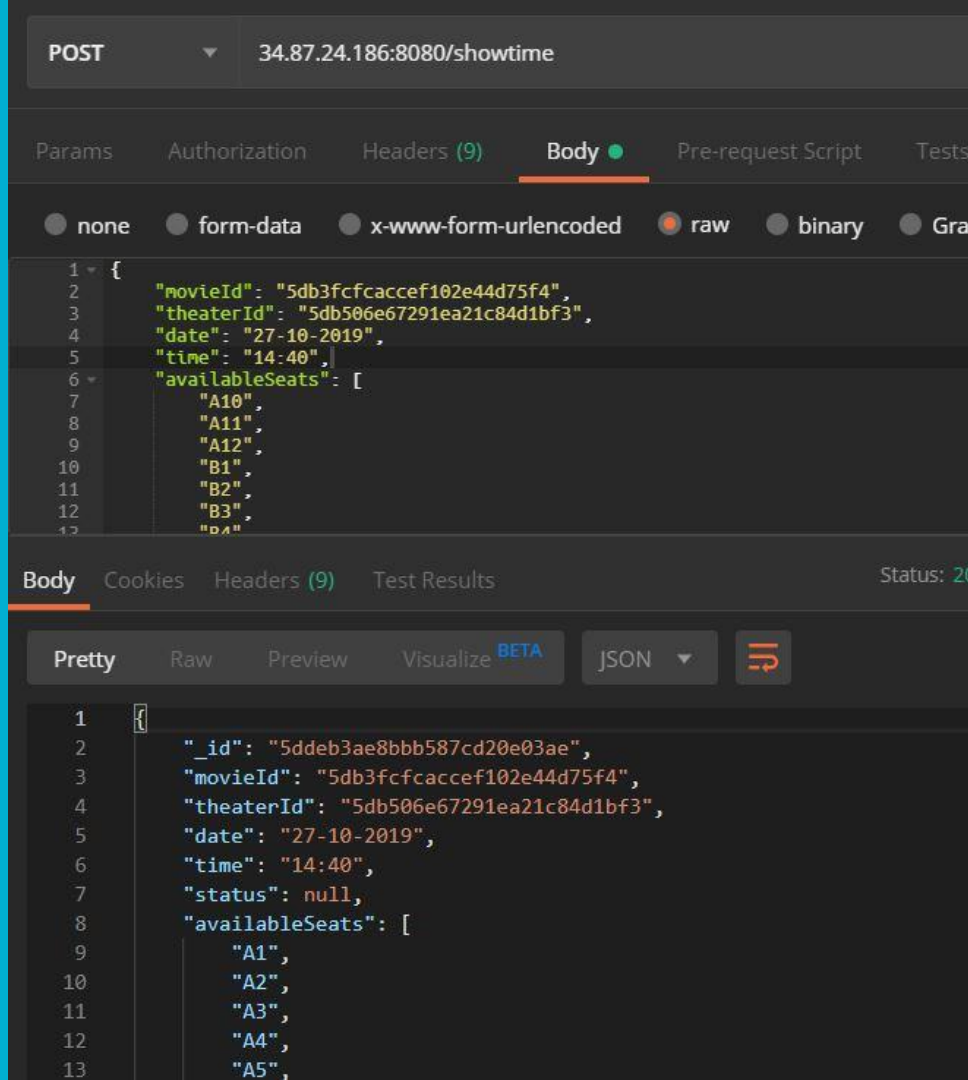 POST 34.87.24.186:8080/showtime
Params Authorization Headers (9) Body Pre-request Script Tests
none form-data x-www-form-urlencoded raw binary Gra
1 {
2 "movieId": "5db3fcfcaccef102e44d75f4",
3 "theaterId": "5db506e67291ea21c84d1bf3",
4 "date": "27-10-2019",
5 "time": "14:40",
6 "availableSeats": [
7 "A10",
8 "A11",
9 "A12",
10 "B1",
11 "B2",
12 "B3",
13 "B4"
Body Cookies Headers (9) Test Results Status: 20
Pretty Raw Preview Visualize BETA JSON
1 {
2 "_id": "5ddeb3ae8bbb587cd20e03ae",
3 "movieId": "5db3fcfcaccef102e44d75f4",
4 "theaterId": "5db506e67291ea21c84d1bf3",
5 "date": "27-10-2019",
6 "time": "14:40",
7 "status": null,
8 "availableSeats": [
9 "A1",
10 "A2",
11 "A3",
12 "A4",
13 "A5",